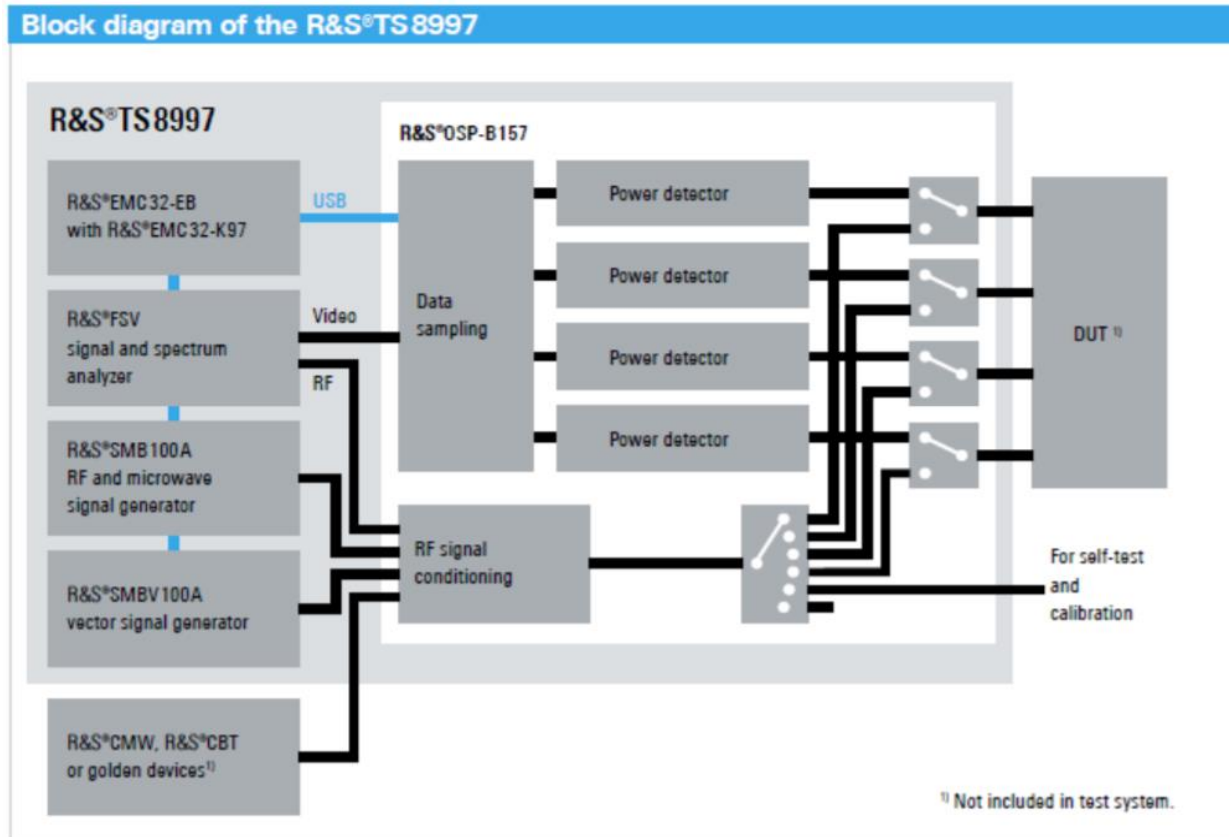 Block diagram of the R&S®TS8997
R&S®TS8997
R&S®OSP-B157
R&S®EMC32-EB
with R&S®EMC32-K97
USB
R&S®FSV
signal and spectrum
analyzer
Video
RF
R&S®SMB100A
RF and microwave
signal generator
R&S®SMBV100A
vector signal generator
R&S®CMW, R&S®CBT
or golden devices¹⁾
Data
sampling
Power detector
Power detector
Power detector
Power detector
RF signal
conditioning
DUT ¹⁾
For self-test
and
calibration
¹⁾ Not included in test system.